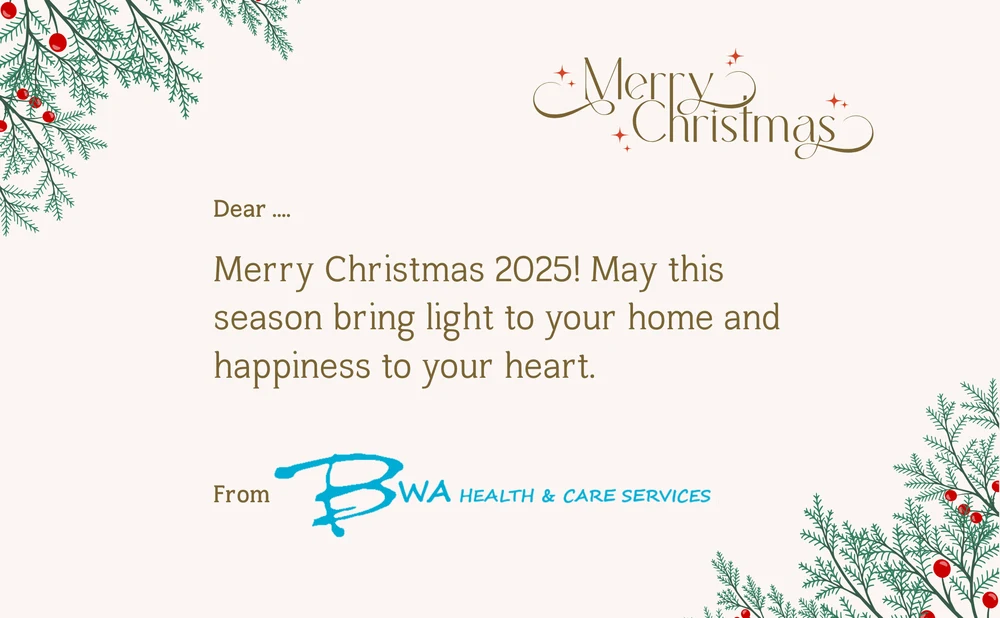 Merry
Christmas
Dear ....
Merry Christmas 2025! May this
season bring light to your home and
happiness to your heart.
From BWA HEALTH & CARE SERVICES